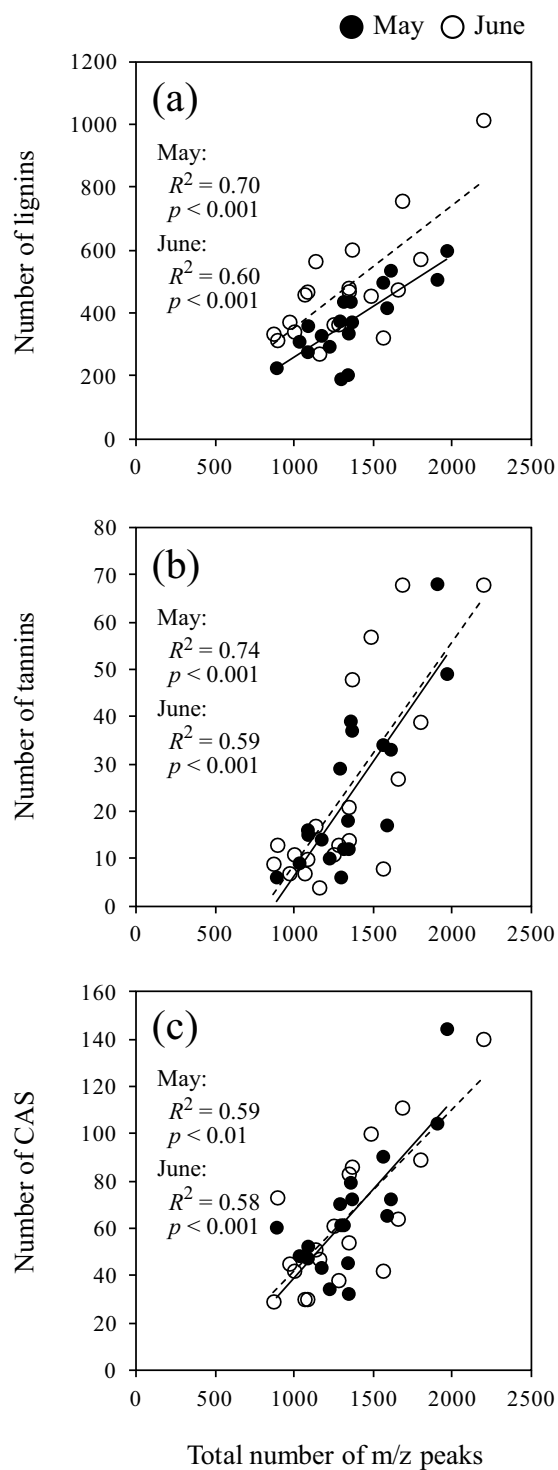 May June
(a)
May:
R² = 0.70
p < 0.001
June:
R² = 0.60
p < 0.001
Number of lignins
1200
1000
800
600
400
200
0
0 500 1000 1500 2000 2500
(b)
May:
R² = 0.74
p < 0.001
June:
R² = 0.59
p < 0.001
Number of tannins
80
70
60
50
40
30
20
10
0
0 500 1000 1500 2000 2500
(c)
May:
R² = 0.59
p < 0.01
June:
R² = 0.58
p < 0.001
Number of CAS
160
140
120
100
80
60
40
20
0
0 500 1000 1500 2000 2500
Total number of m/z peaks